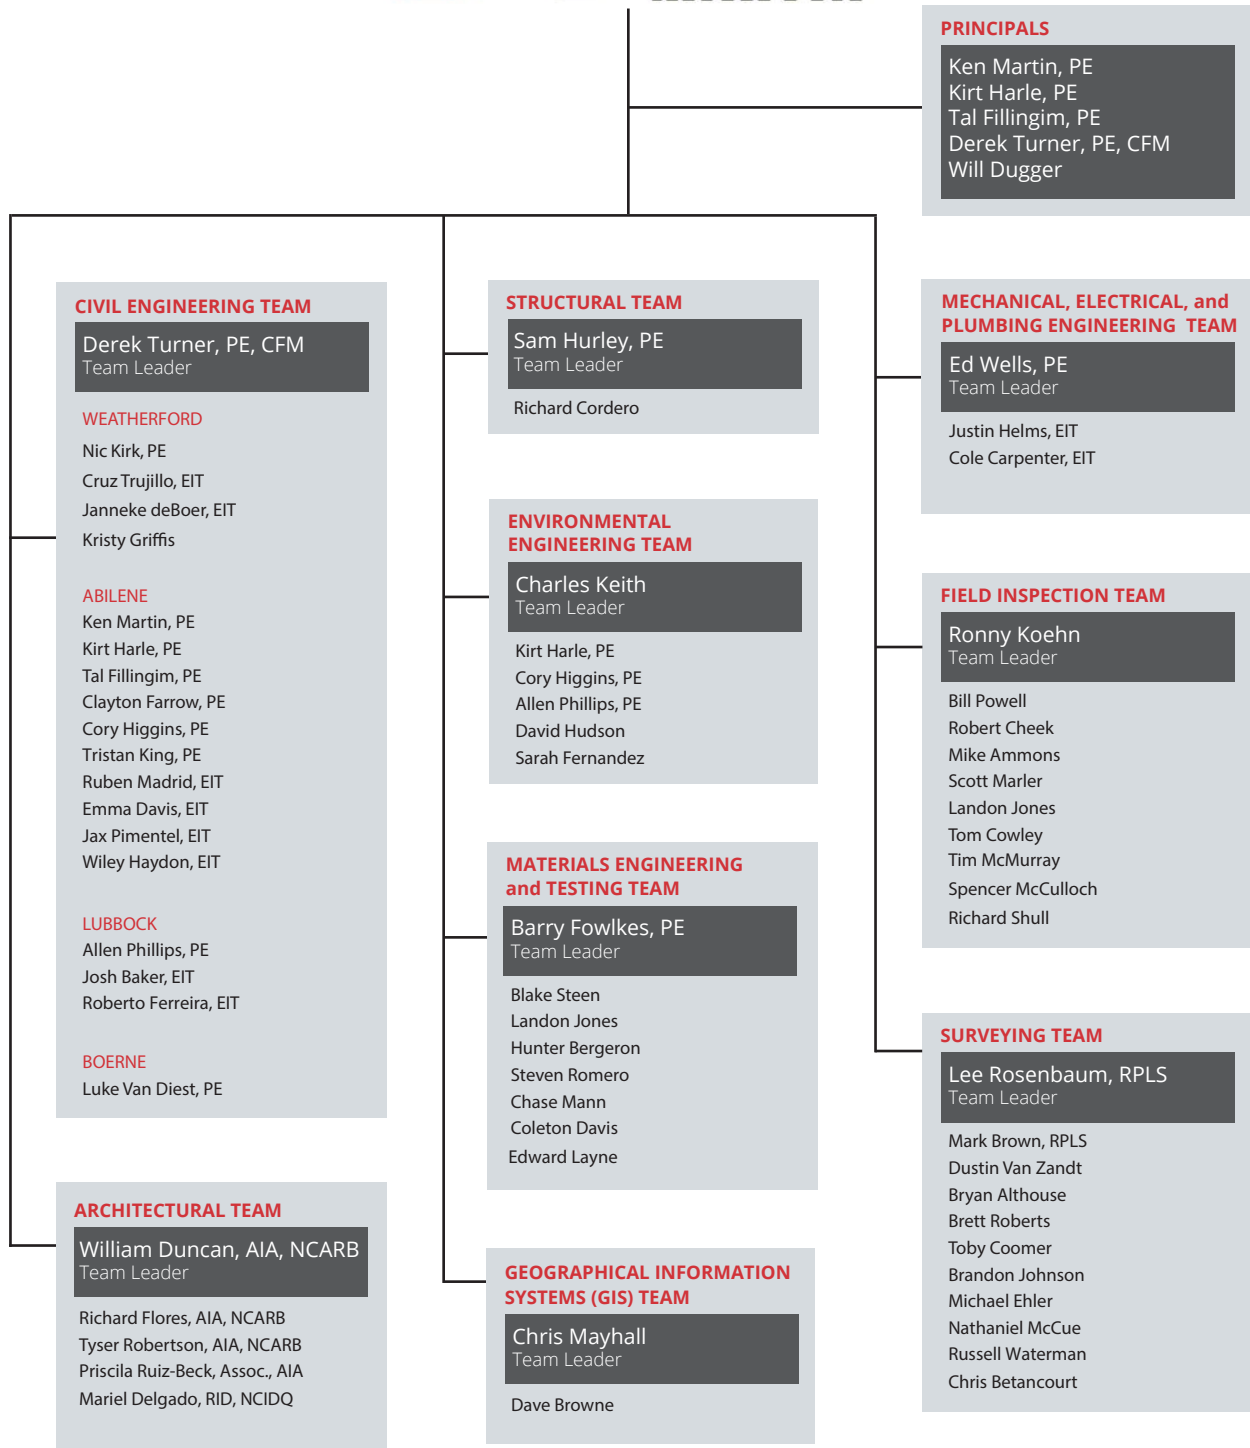 PRINCIPALS
Ken Martin, PE
Kirt Harle, PE
Tal Fillingim, PE
Derek Turner, PE, CFM
Will Dugger
CIVIL ENGINEERING TEAM
Derek Turner, PE, CFM
Team Leader
WEATHERFORD
Nic Kirk, PE
Cruz Trujillo, EIT
Janneke deBoer, EIT
Kristy Griffis
ABILENE
Ken Martin, PE
Kirt Harle, PE
Tal Fillingim, PE
Clayton Farrow, PE
Cory Higgins, PE
Tristan King, PE
Ruben Madrid, EIT
Emma Davis, EIT
Jax Pimentel, EIT
Wiley Haydon, EIT
LUBBOCK
Allen Phillips, PE
Josh Baker, EIT
Roberto Ferreira, EIT
BOERNE
Luke Van Diest, PE
ARCHITECTURAL TEAM
William Duncan, AIA, NCARB
Team Leader
Richard Flores, AIA, NCARB
Tyser Robertson, AIA, NCARB
Priscila Ruiz-Beck, Assoc., AIA
Mariel Delgado, RID, NCIDQ
STRUCTURAL TEAM
Sam Hurley, PE
Team Leader
Richard Cordero
ENVIRONMENTAL
ENGINEERING TEAM
Charles Keith
Team Leader
Kirt Harle, PE
Cory Higgins, PE
Allen Phillips, PE
David Hudson
Sarah Fernandez
MATERIALS ENGINEERING
and TESTING TEAM
Barry Fowlkes, PE
Team Leader
Blake Steen
Landon Jones
Hunter Bergeron
Steven Romero
Chase Mann
Coleton Davis
Edward Layne
GEOGRAPHICAL INFORMATION
SYSTEMS (GIS) TEAM
Chris Mayhall
Team Leader
Dave Browne
MECHANICAL, ELECTRICAL, and
PLUMBING ENGINEERING TEAM
Ed Wells, PE
Team Leader
Justin Helms, EIT
Cole Carpenter, EIT
FIELD INSPECTION TEAM
Ronny Koehn
Team Leader
Bill Powell
Robert Cheek
Mike Ammons
Scott Marler
Landon Jones
Tom Cowley
Tim McMurray
Spencer McCulloch
Richard Shull
SURVEYING TEAM
Lee Rosenbaum, RPLS
Team Leader
Mark Brown, RPLS
Dustin Van Zandt
Bryan Althouse
Brett Roberts
Toby Coomer
Brandon Johnson
Michael Ehler
Nathaniel McCue
Russell Waterman
Chris Betancourt